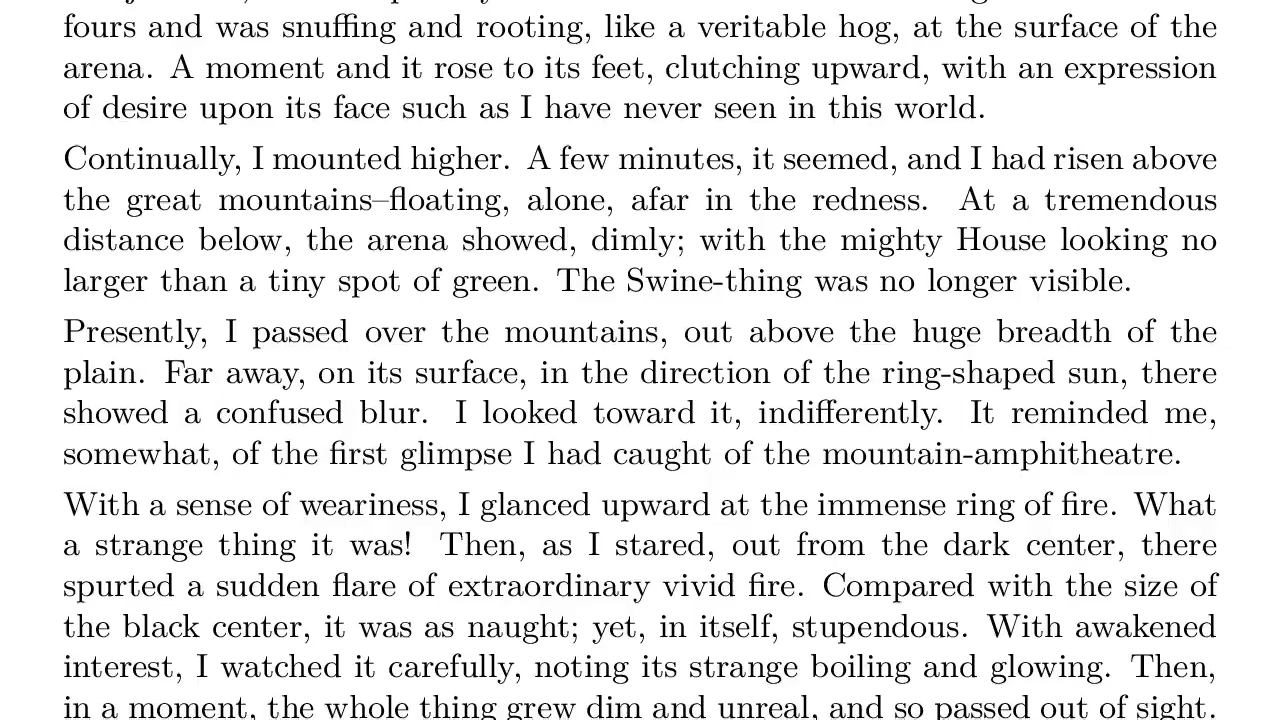 fours and was snuffing and rooting, like a veritable hog, at the surface of the
arena. A moment and it rose to its feet, clutching upward, with an expression
of desire upon its face such as I have never seen in this world.
Continually, I mounted higher. A few minutes, it seemed, and I had risen above
the great mountains–floating, alone, afar in the redness. At a tremendous
distance below, the arena showed, dimly; with the mighty House looking no
larger than a tiny spot of green. The Swine-thing was no longer visible.
Presently, I passed over the mountains, out above the huge breadth of the
plain. Far away, on its surface, in the direction of the ring-shaped sun, there
showed a confused blur. I looked toward it, indifferently. It reminded me,
somewhat, of the first glimpse I had caught of the mountain-amphitheatre.
With a sense of weariness, I glanced upward at the immense ring of fire. What
a strange thing it was! Then, as I stared, out from the dark center, there
spurted a sudden flare of extraordinary vivid fire. Compared with the size of
the black center, it was as naught; yet, in itself, stupendous. With awakened
interest, I watched it carefully, noting its strange boiling and glowing. Then,
in a moment, the whole thing grew dim and unreal, and so passed out of sight.